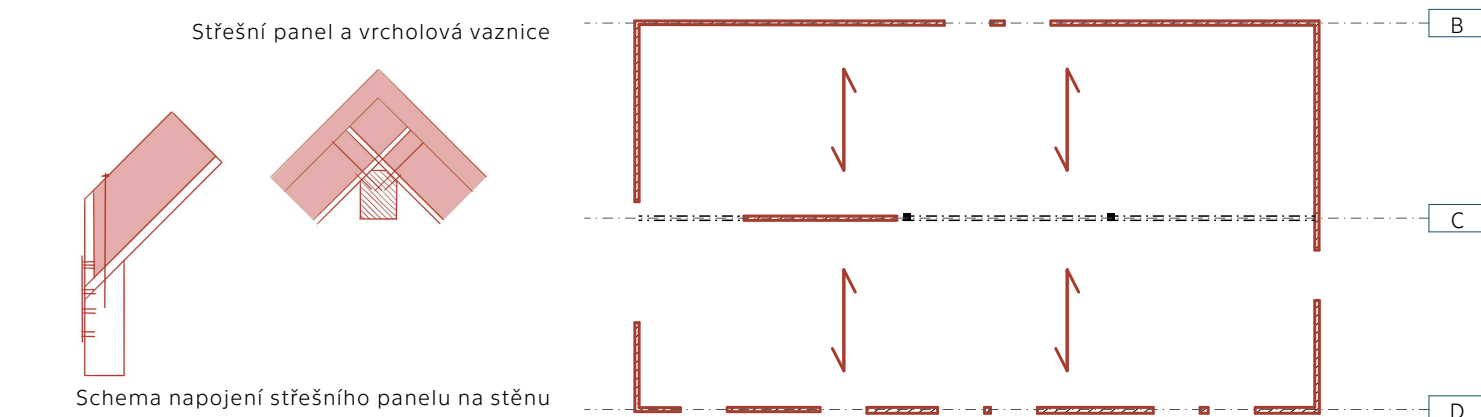 Střešní panel a vrcholová vaznice
B
C
Schema napojení střešního panelu na stěnu
D